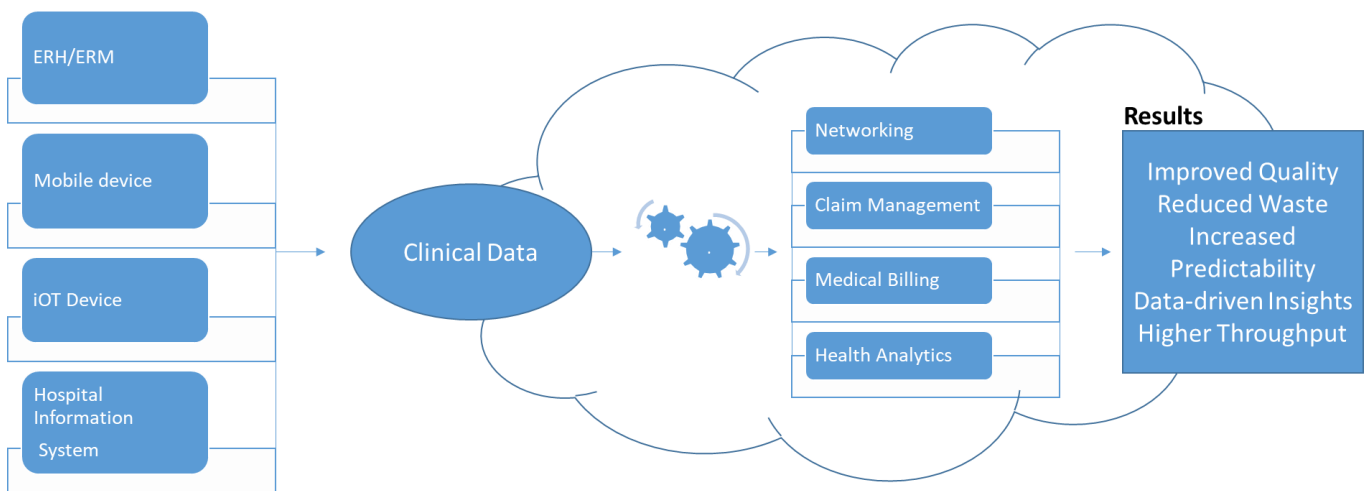 ERH/ERM
Mobile device
iOT Device
Hospital
Information
System
Clinical Data
Networking
Claim Management
Medical Billing
Health Analytics
Results
Improved Quality
Reduced Waste
Increased
Predictability
Data-driven Insights
Higher Throughput